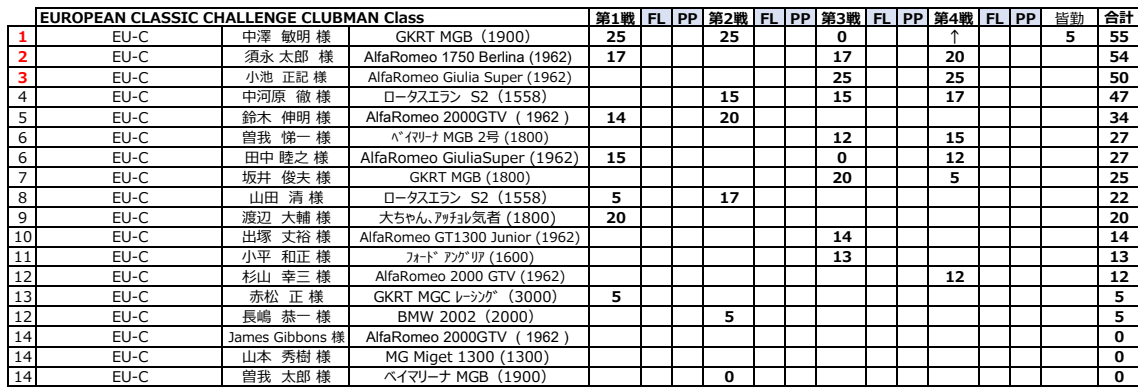 EUROPEAN CLASSIC CHALLENGE CLUBMAN Class 第1戦 FL PP 第2戦 FL PP 第3戦 FL PP 第4戦 FL PP 皆勤 合計
1 EU-C 中澤 敏明 様 GKRT MGB（1900） 25 25 0 ↑ 5 55
2 EU-C 須永 太郎 様 AlfaRomeo 1750 Berlina (1962) 17 17 20 54
3 EU-C 小池 正記 様 AlfaRomeo Giulia Super (1962) 25 25 50
4 EU-C 中河原 徹 様 ロータスエラン S2（1558） 15 15 17 47
5 EU-C 鈴木 伸明 様 AlfaRomeo 2000GTV ( 1962 ) 14 20 34
6 EU-C 曽我 悌一 様 ﾍﾞｲﾏﾘｰﾅ MGB 2号 (1800) 12 15 27
6 EU-C 田中 睦之 様 AlfaRomeo GiuliaSuper (1962) 15 0 12 27
7 EU-C 坂井 俊夫 様 GKRT MGB (1800) 20 5 25
8 EU-C 山田 清 様 ロータスエラン S2（1558） 5 17 22
9 EU-C 渡辺 大輔 様 大ちゃん､ｱｯﾁｮﾚ気者 (1800) 20 20
10 EU-C 出塚 丈裕 様 AlfaRomeo GT1300 Junior (1962) 14 14
11 EU-C 小平 和正 様 ﾌｫｰﾄﾞ ｱﾝｸﾞﾘｱ (1600) 13 13
12 EU-C 杉山 幸三 様 AlfaRomeo 2000 GTV (1962) 12 12
13 EU-C 赤松 正 様 GKRT MGC ﾚｰｼﾝｸﾞ（3000） 5 5
12 EU-C 長嶋 恭一 様 BMW 2002（2000） 5 5
14 EU-C James Gibbons 様 AlfaRomeo 2000GTV ( 1962 ) 0
14 EU-C 山本 秀樹 様 MG Miget 1300 (1300) 0
14 EU-C 曽我 太郎 様 ベイマリーナ MGB（1900） 0 0